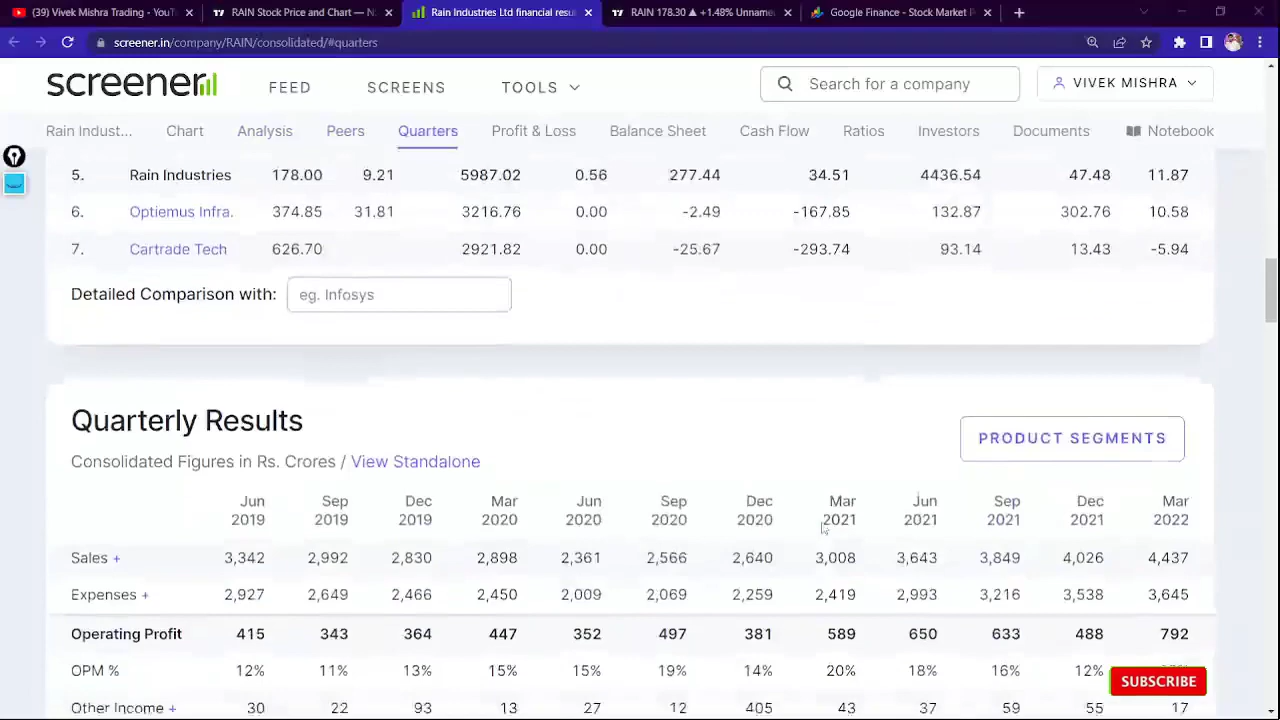 (39) Vivek Mishra Trading - YouT
RAIN Stock Price and Chart — N
Rain Industries Ltd financial resul
RAIN 178.30 ▲ +1.48% Unname
Google Finance - Stock Market P
screener.in/company/RAIN/consolidated/#quarters
screener
FEED
SCREENS
TOOLS
Search for a company
VIVEK MISHRA
Rain Indust...
Chart
Analysis
Peers
Quarters
Profit & Loss
Balance Sheet
Cash Flow
Ratios
Investors
Documents
Notebook
5. Rain Industries 178.00 9.21 5987.02 0.56 277.44 34.51 4436.54 47.48 11.87
6. Optiemus Infra. 374.85 31.81 3216.76 0.00 -2.49 -167.85 132.87 302.76 10.58
7. Cartrade Tech 626.70 2921.82 0.00 -25.67 -293.74 93.14 13.43 -5.94
Detailed Comparison with: eg. Infosys
Quarterly Results
PRODUCT SEGMENTS
Consolidated Figures in Rs. Crores / View Standalone
Jun Sep Dec Mar Jun Sep Dec Mar Jun Sep Dec Mar
2019 2019 2019 2020 2020 2020 2020 2021 2021 2021 2021 2022
Sales + 3,342 2,992 2,830 2,898 2,361 2,566 2,640 3,008 3,643 3,849 4,026 4,437
Expenses + 2,927 2,649 2,466 2,450 2,009 2,069 2,259 2,419 2,993 3,216 3,538 3,645
Operating Profit 415 343 364 447 352 497 381 589 650 633 488 792
OPM % 12% 11% 13% 15% 15% 19% 14% 20% 18% 16% 12%
SUBSCRIBE
Other Income + 30 22 93 13 27 12 405 43 37 59 55 17